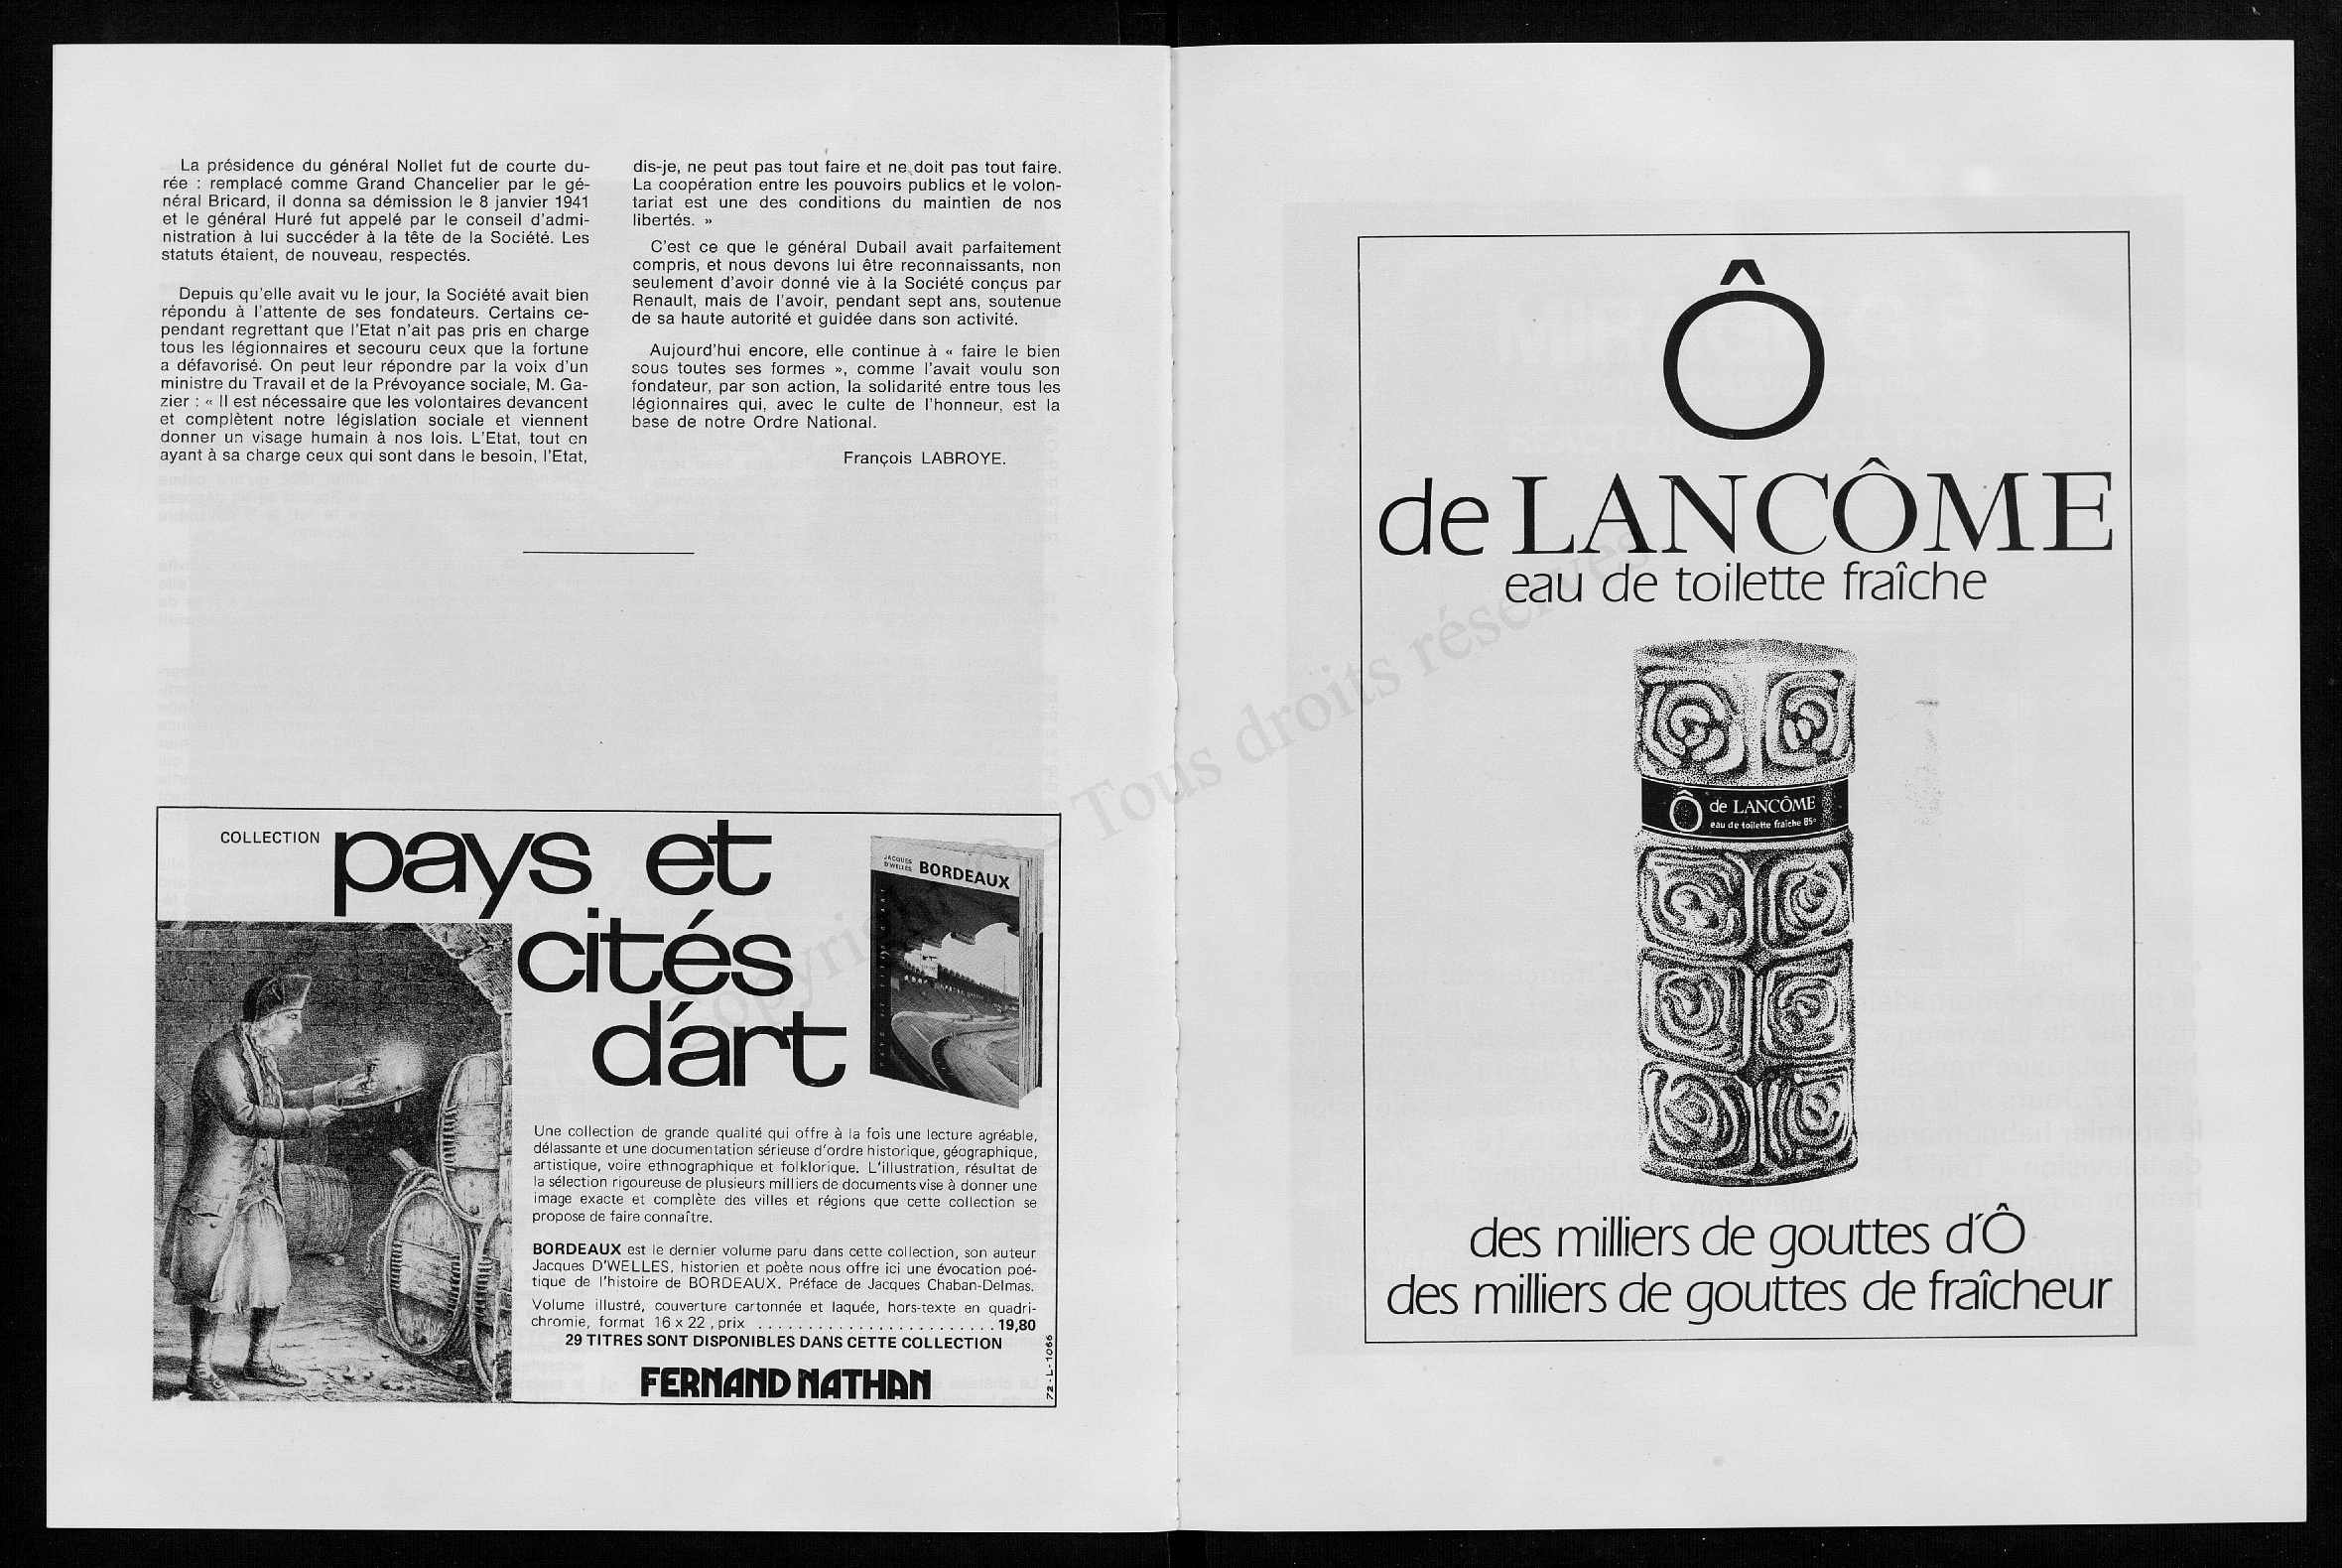 La présidence du général Nollet fut de courte du-
rée : remplacé comme Grand Chancelier par le gé-
néral Bricard, il donna sa démission le 8 janvier 1941
et le général Huré fut appelé par le conseil d'admi-
nistration à lui succéder à la tête de la Société. Les
statuts étaient, de nouveau, respectés.
Depuis qu'elle avait vu le jour, la Société avait bien
répondu à l'attente de ses fondateurs. Certains ce-
pendant regrettant que l'Etat n'ait pas pris en charge
tous les légionnaires et secouru ceux que la fortune
a défavorisé. On peut leur répondre par la voix d'un
ministre du Travail et de la Prévoyance sociale, M. Ga-
zier : « Il est nécessaire que les volontaires devancent
et complètent notre législation sociale et viennent
donner un visage humain à nos lois. L'Etat, tout en
ayant à sa charge ceux qui sont dans le besoin, l'Etat,
dis-je, ne peut pas tout faire et ne doit pas tout faire.
La coopération entre les pouvoirs publics et le volon-
tariat est une des conditions du maintien de nos
libertés. »
C'est ce que le général Dubail avait parfaitement
compris, et nous devons lui être reconnaissants, non
seulement d'avoir donné vie à la Société conçus par
Renault, mais de l'avoir, pendant sept ans, soutenue
de sa haute autorité et guidée dans son activité.
Aujourd'hui encore, elle continue à « faire le bien
sous toutes ses formes », comme l'avait voulu son
fondateur, par son action, la solidarité entre tous les
légionnaires qui, avec le culte de l'honneur, est la
base de notre Ordre National.
François LABROYE.
COLLECTION
pays et
cités
d'art
JACQUES
D'WELLES
BORDEAUX
Une collection de grande qualité qui offre à la fois une lecture agréable,
délassante et une documentation sérieuse d'ordre historique, géographique,
artistique, voire ethnographique et folklorique. L'illustration, résultat de
la sélection rigoureuse de plusieurs milliers de documents vise à donner une
image exacte et complète des villes et régions que cette collection se
propose de faire connaître.
BORDEAUX est le dernier volume paru dans cette collection, son auteur
Jacques D'WELLES, historien et poète nous offre ici une évocation poé-
tique de l'histoire de BORDEAUX. Préface de Jacques Chaban-Delmas.
Volume illustré, couverture cartonnée et laquée, hors-texte en quadri-
chromie, format 16 x 22 , prix ........................ 19,80
29 TITRES SONT DISPONIBLES DANS CETTE COLLECTION
FERNAND NATHAN
72-L-1066
Ô
de LANCÔME
eau de toilette fraîche
Ô de LANCÔME
eau de toilette fraîche 85°
des milliers de gouttes d'Ô
des milliers de gouttes de fraîcheur
Tous droits réservés